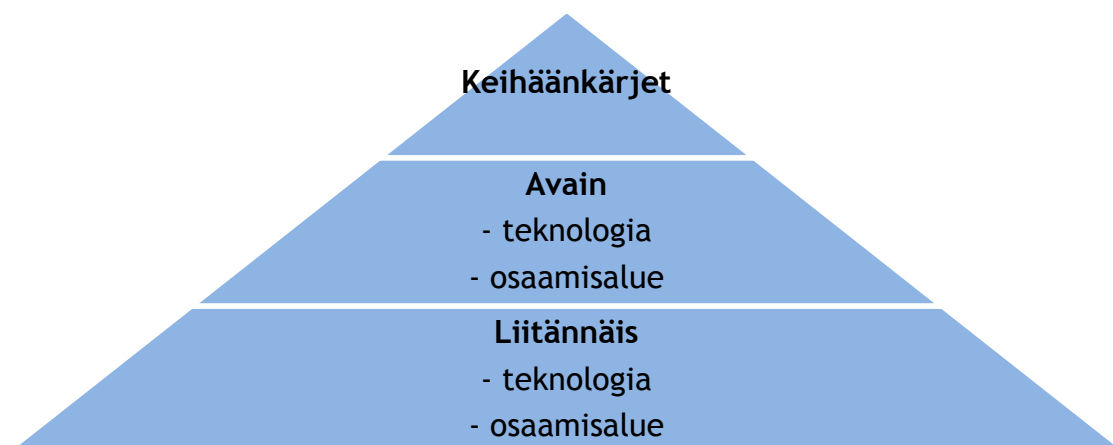 Keihäänkärjet
Avain
- teknologia
- osaamisalue
Liitännäis
- teknologia
- osaamisalue